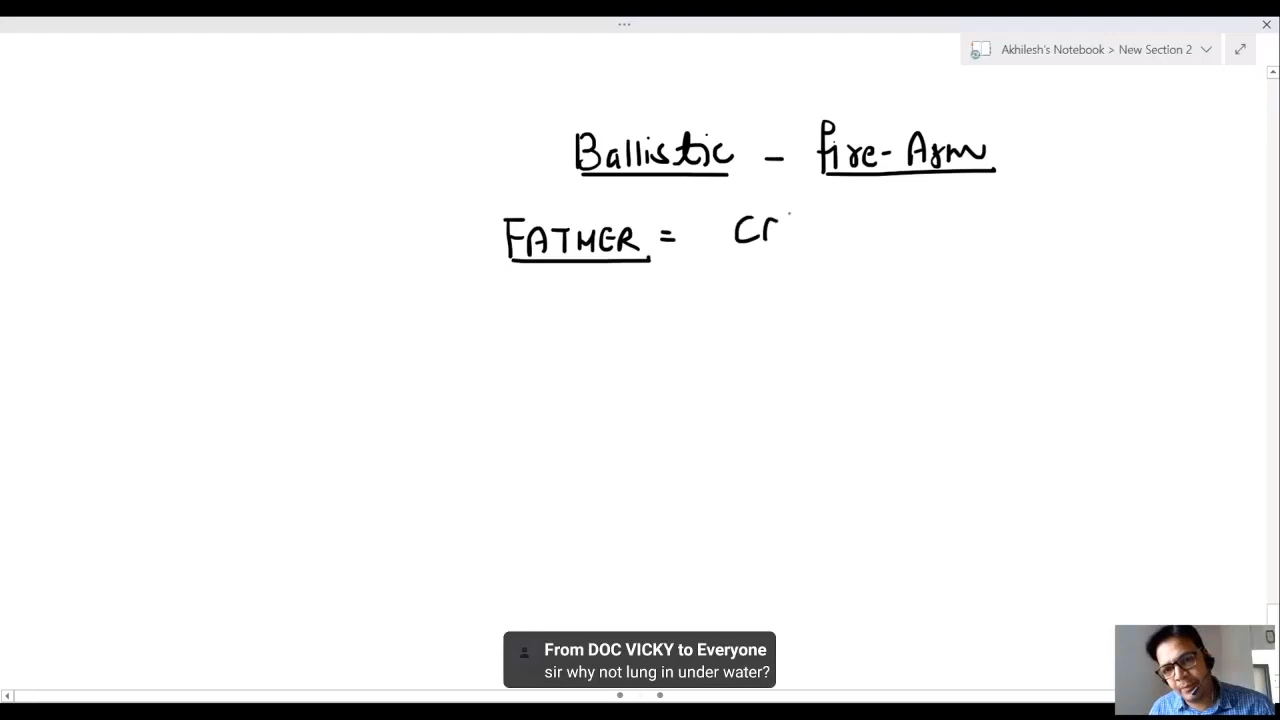 Akhilesh's Notebook > New Section 2
Ballistic - Fire-Arm
FATHER =
From DOC VICKY to Everyone
sir why not lung in under water?